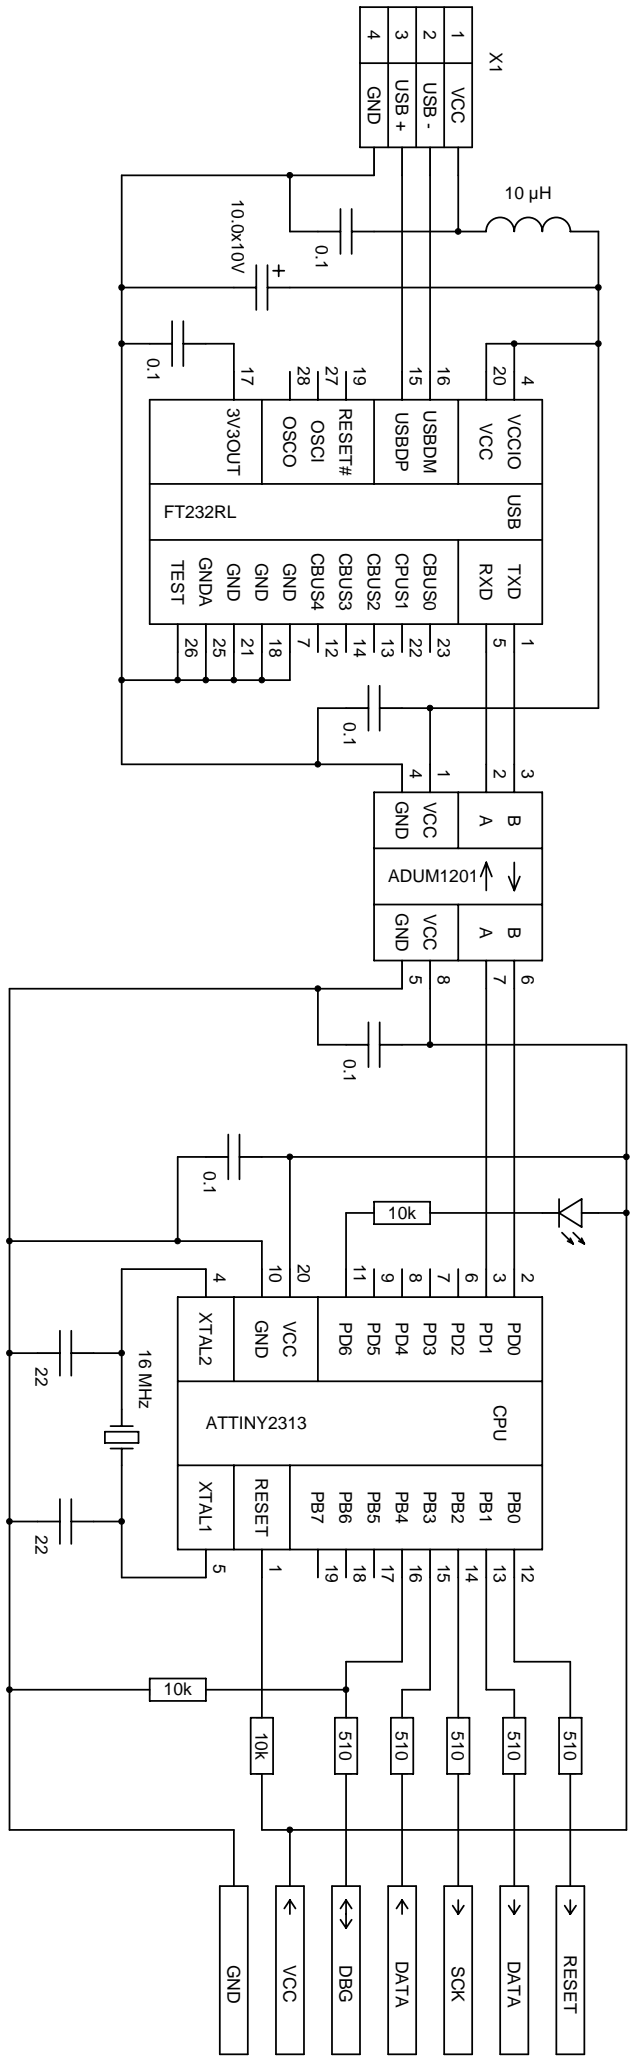 X1
1 VCC
2 USB -
3 USB +
4 GND
10 µH
0.1
10.0x10V
+
0.1
4 VCCIO
20 VCC
16 USBDM
15 USBDP
19 RESET#
27 OSCI
28 OSCO
17 3V3OUT
USB
FT232RL
TXD 1
RXD 5
CBUS0 23
CPUS1 22
CBUS2 13
CBUS3 14
CBUS4 12
GND 7
GND 18
GND 21
GNDA 25
TEST 26
0.1
3 B
2 A
1 VCC
4 GND
ADUM1201
B 6
A 7
VCC 8
GND 5
0.1
0.1
10k
2 PD0
3 PD1
6 PD2
7 PD3
8 PD4
9 PD5
11 PD6
20 VCC
10 GND
4 XTAL2
CPU
ATTINY2313
PB0 12
PB1 13
PB2 14
PB3 15
PB4 16
PB5 17
PB6 18
PB7 19
RESET 1
XTAL1 5
22
16 MHz
22
10k
10k
510
510
510
510
510
RESET
DATA
SCK
DATA
DBG
VCC
GND